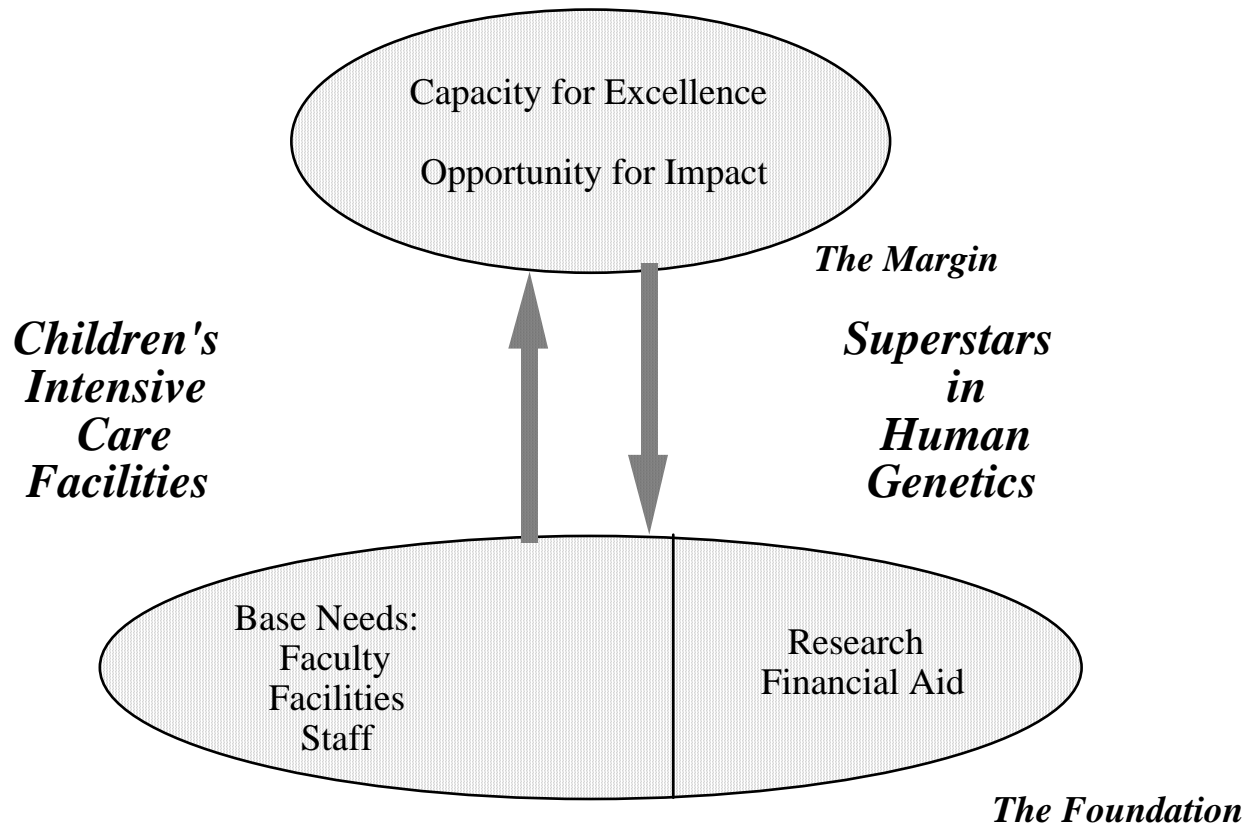 Capacity for Excellence
Opportunity for Impact
The Margin
Children's
Intensive
Care
Facilities
Superstars
in
Human
Genetics
Base Needs:
Faculty
Facilities
Staff
Research
Financial Aid
The Foundation